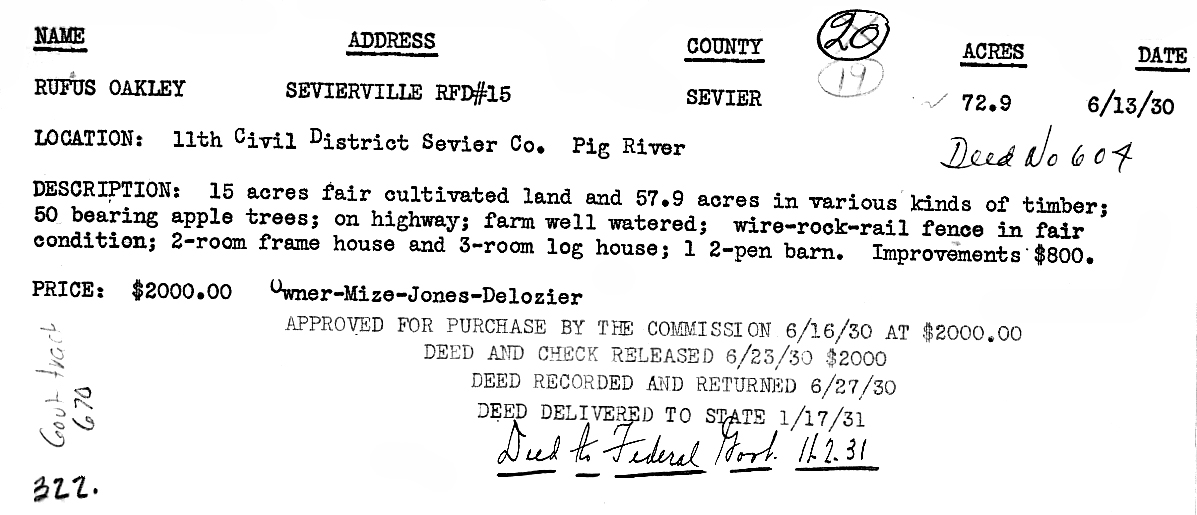 NAME ADDRESS COUNTY 20 ACRES DATE
19
RUFUS OAKLEY SEVIERVILLE RFD#15 SEVIER 72.9 6/13/30
LOCATION: 11th Civil District Sevier Co. Pig River
Deed No 604
DESCRIPTION: 15 acres fair cultivated land and 57.9 acres in various kinds of timber;
50 bearing apple trees; on highway; farm well watered; wire-rock-rail fence in fair
condition; 2-room frame house and 3-room log house; 1 2-pen barn. Improvements $800.
PRICE: $2000.00 Owner-Mize-Jones-Delozier
APPROVED FOR PURCHASE BY THE COMMISSION 6/16/30 AT $2000.00
DEED AND CHECK RELEASED 6/23/30 $2000
DEED RECORDED AND RETURNED 6/27/30
DEED DELIVERED TO STATE 1/17/31
Deed to Federal Govt. 11.2.31
Gout tract
670
322.